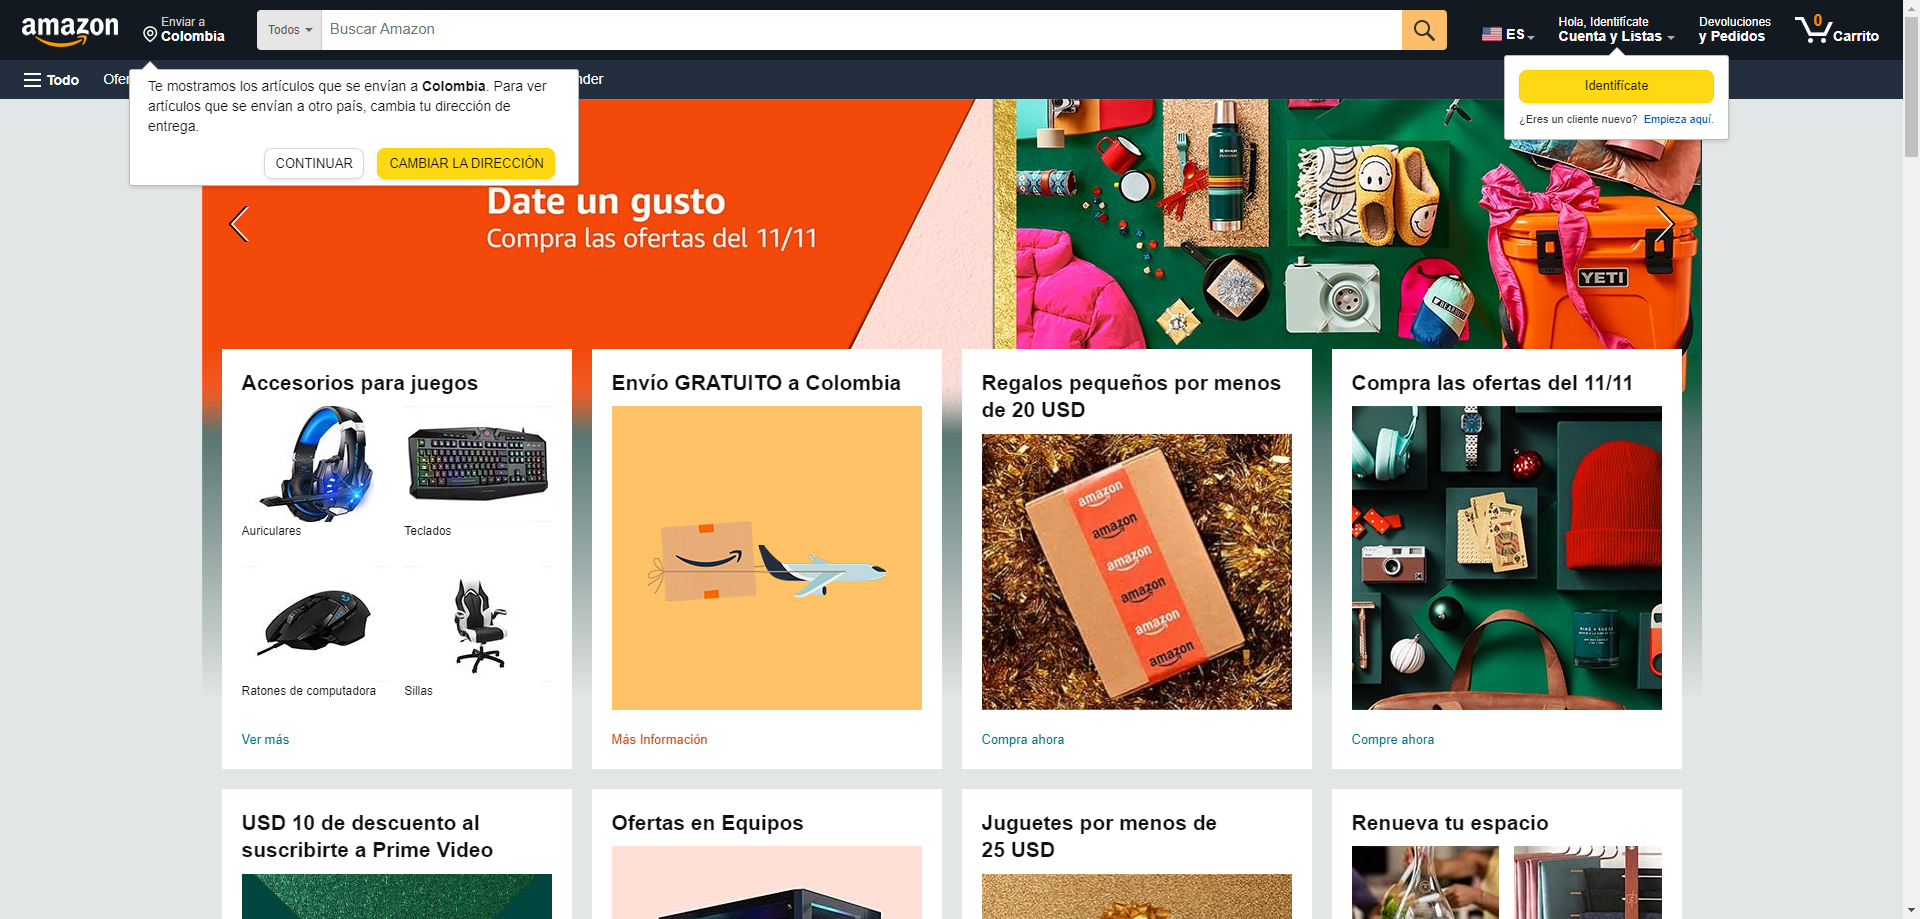 amazon
Enviar a
Colombia
Todos
Buscar Amazon
ES
Hola, Identifícate
Cuenta y Listas
Devoluciones
y Pedidos
0
Carrito
Todo
Te mostramos los artículos que se envían a Colombia. Para ver
artículos que se envían a otro país, cambia tu dirección de
entrega.
CONTINUAR
CAMBIAR LA DIRECCIÓN
Identifícate
¿Eres un cliente nuevo? Empieza aquí.
Date un gusto
Compra las ofertas del 11/11
YETI
Accesorios para juegos
Auriculares
Teclados
Ratones de computadora
Sillas
Ver más
Envío GRATUITO a Colombia
Más Información
Regalos pequeños por menos
de 20 USD
amazon
amazon
amazon
amazon
amazon
amazon
Compra ahora
Compra las ofertas del 11/11
Compre ahora
USD 10 de descuento al
suscribirte a Prime Video
Ofertas en Equipos
Juguetes por menos de
25 USD
Renueva tu espacio